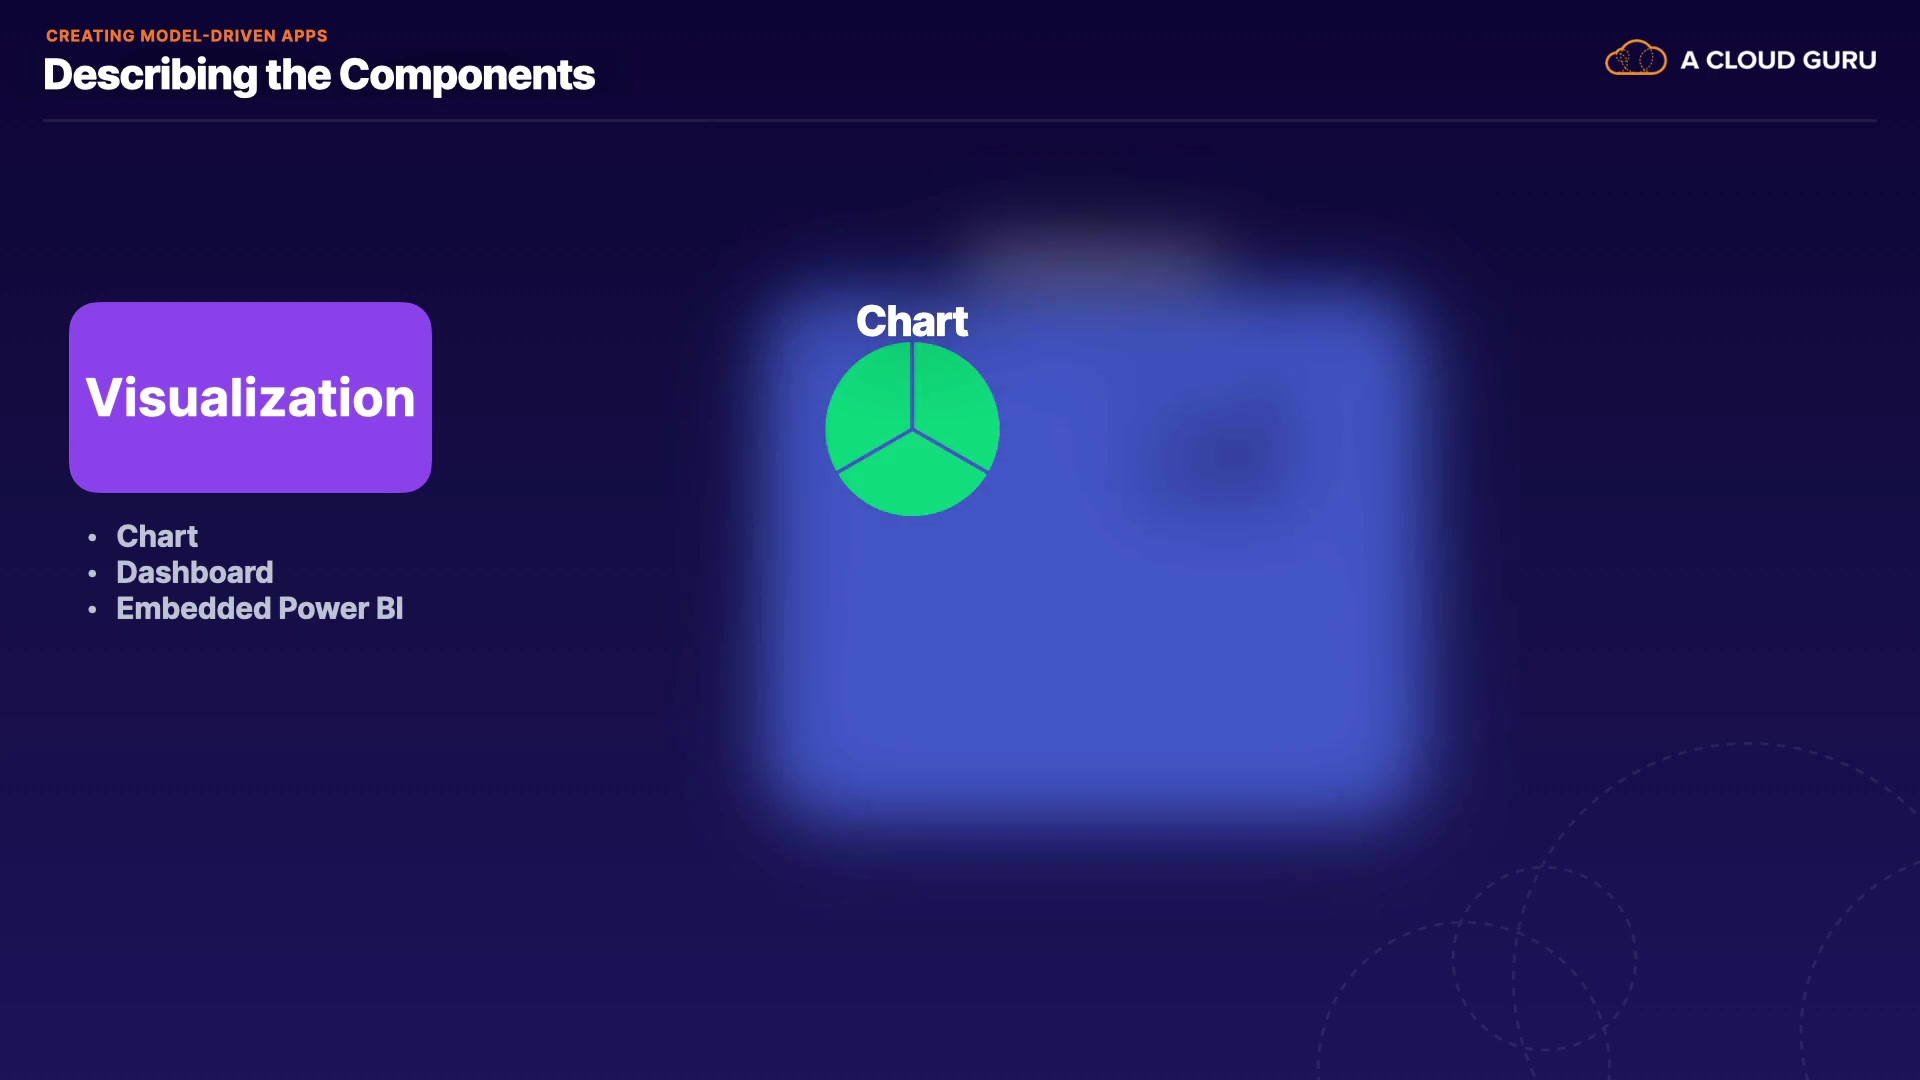 CREATING MODEL-DRIVEN APPS
Describing the Components
A CLOUD GURU
Visualization
• Chart
• Dashboard
• Embedded Power BI
Chart